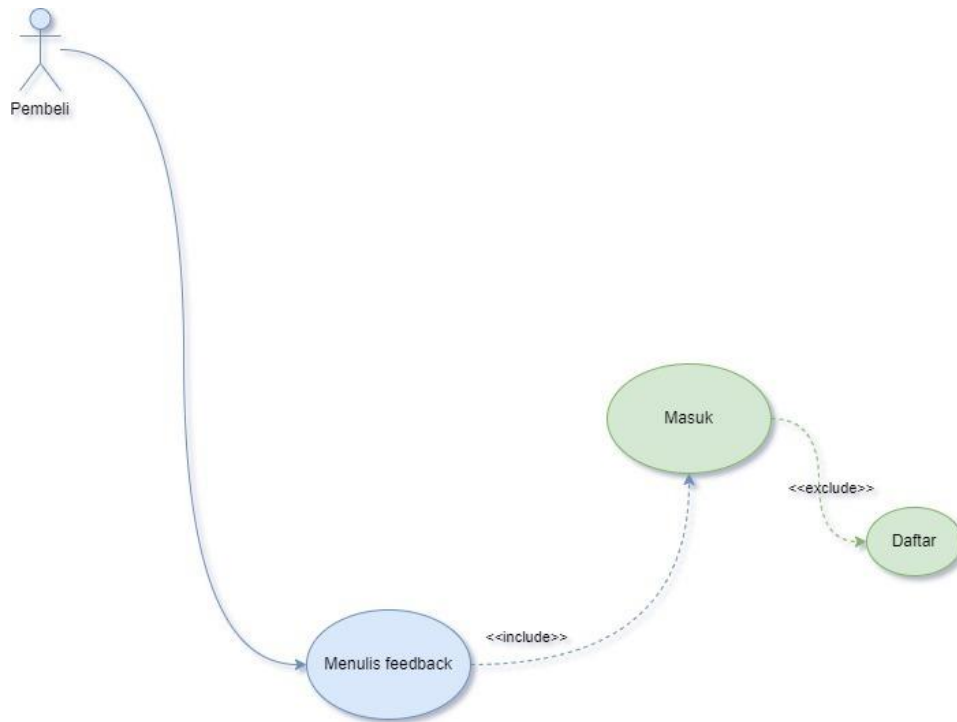 Pembeli
Masuk
<<exclude>>
Daftar
<<include>>
Menulis feedback